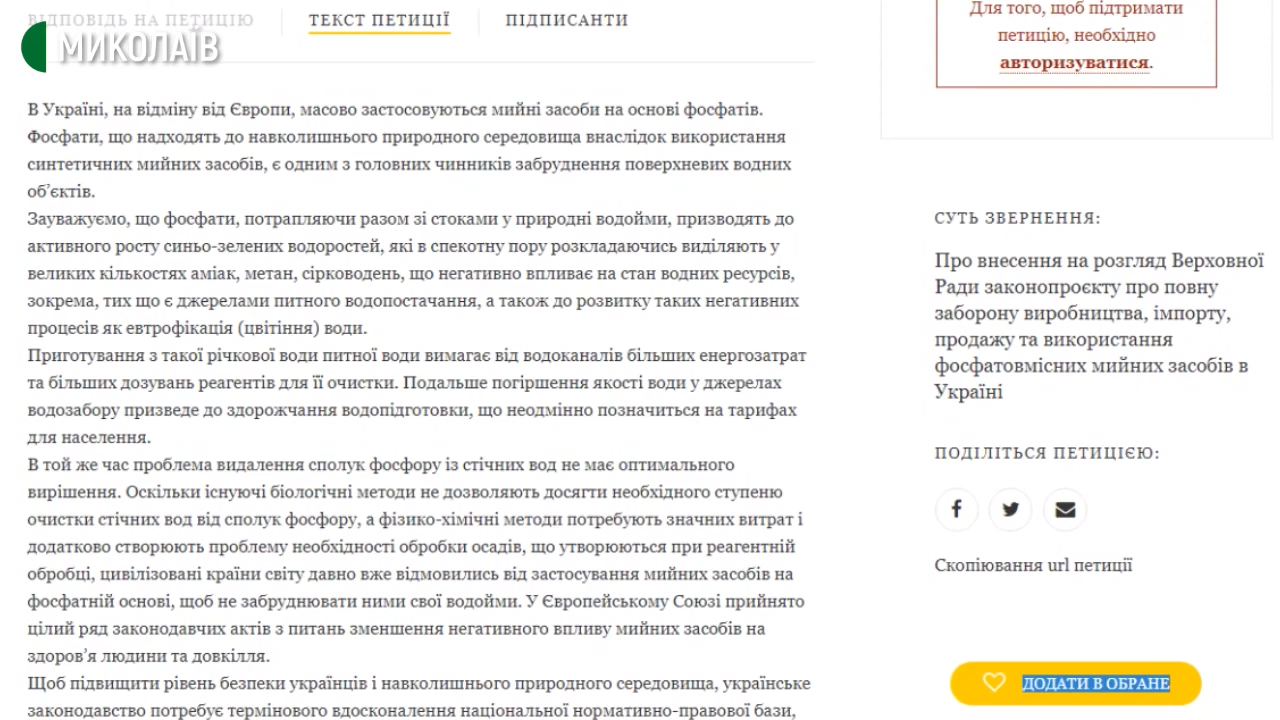 ВІДПОВІДЬ НА ПЕТИЦІЮ
ТЕКСТ ПЕТИЦІЇ
ПІДПИСАНТИ
МИКОЛАЇВ
В Україні, на відміну від Європи, масово застосовуються мийні засоби на основі фосфатів.
Фосфати, що надходять до навколишнього природного середовища внаслідок використання
синтетичних мийних засобів, є одним з головних чинників забруднення поверхневих водних
об’єктів.
Зауважуємо, що фосфати, потрапляючи разом зі стоками у природні водойми, призводять до
активного росту синьо-зелених водоростей, які в спекотну пору розкладаючись виділяють у
великих кількостях аміак, метан, сірководень, що негативно впливає на стан водних ресурсів,
зокрема, тих що є джерелами питного водопостачання, а також до розвитку таких негативних
процесів як евтрофікація (цвітіння) води.
Приготування з такої річкової води питної води вимагає від водоканалів більших енергозатрат
та більших дозувань реагентів для її очистки. Подальше погіршення якості води у джерелах
водозабору призведе до здорожчання водопідготовки, що неодмінно позначиться на тарифах
для населення.
В той же час проблема видалення сполук фосфору із стічних вод не має оптимального
вирішення. Оскільки існуючі біологічні методи не дозволяють досягти необхідного ступеню
очистки стічних вод від сполук фосфору, а фізико-хімічні методи потребують значних витрат і
додатково створюють проблему необхідності обробки осадів, що утворюються при реагентній
обробці, цивілізовані країни світу давно вже відмовились від застосування мийних засобів на
фосфатній основі, щоб не забруднювати ними свої водойми. У Європейському Союзі прийнято
цілий ряд законодавчих актів з питань зменшення негативного впливу мийних засобів на
здоров’я людини та довкілля.
Щоб підвищити рівень безпеки українців і навколишнього природного середовища, українське
законодавство потребує термінового вдосконалення національної нормативно-правової бази,
Для того, щоб підтримати
петицію, необхідно
авторизуватися.
СУТЬ ЗВЕРНЕННЯ:
Про внесення на розгляд Верховної
Ради законопроєкту про повну
заборону виробництва, імпорту,
продажу та використання
фосфатовмісних мийних засобів в
Україні
ПОДІЛІТЬСЯ ПЕТИЦІЄЮ:
Скопіювання url петиції
ДОДАТИ В ОБРАНЕ